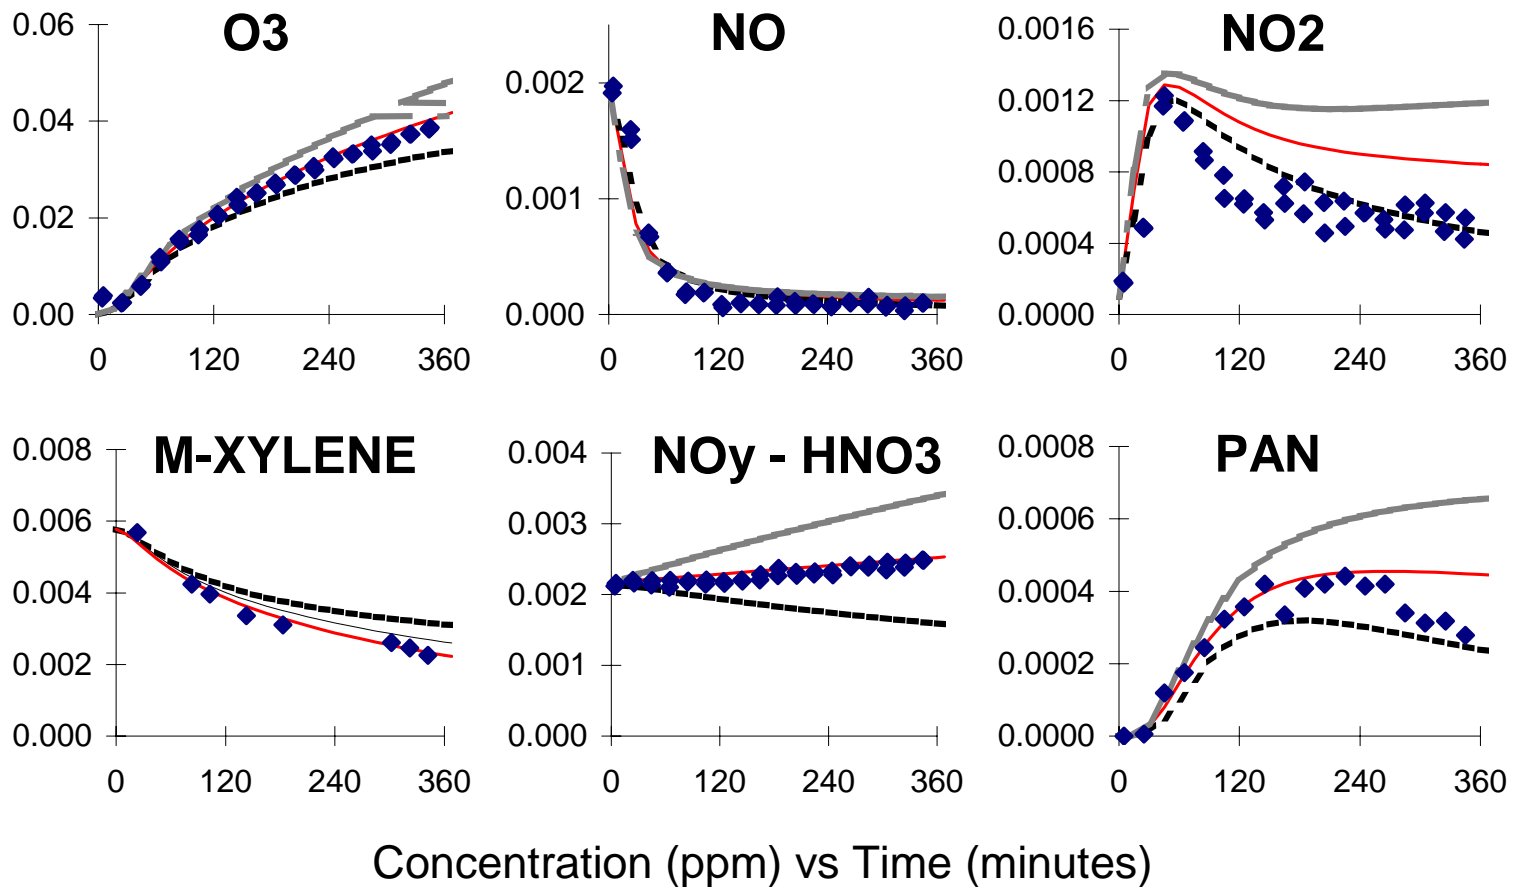 O3
0.06
0.04
0.02
0.00
0 120 240 360
NO
0.002
0.001
0.000
0 120 240 360
NO2
0.0016
0.0012
0.0008
0.0004
0.0000
0 120 240 360
M-XYLENE
0.008
0.006
0.004
0.002
0.000
0 120 240 360
NOy - HNO3
0.004
0.003
0.002
0.001
0.000
0 120 240 360
PAN
0.0008
0.0006
0.0004
0.0002
0.0000
0 120 240 360
Concentration (ppm) vs Time (minutes)